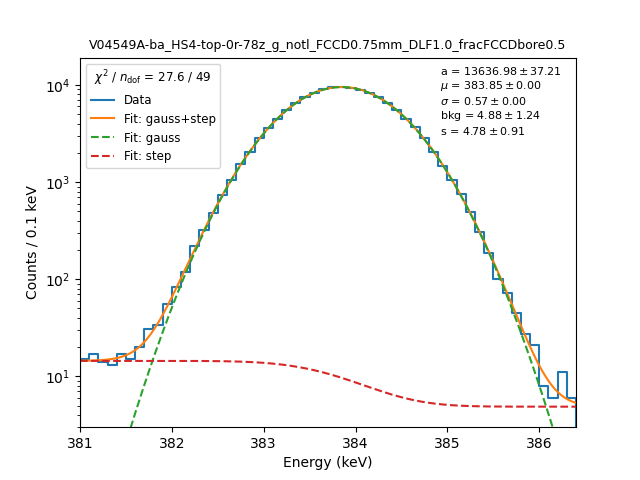 V04549A-ba_HS4-top-0r-78z_g_notl_FCCD0.75mm_DLF1.0_fracFCCDbore0.5
χ² / n_dof = 27.6 / 49
Data
Fit: gauss+step
Fit: gauss
Fit: step
a = 13636.98 ± 37.21
μ = 383.85 ± 0.00
σ = 0.57 ± 0.00
bkg = 4.88 ± 1.24
s = 4.78 ± 0.91
Counts / 0.1 keV
10⁴
10³
10²
10¹
381 382 383 384 385 386
Energy (keV)